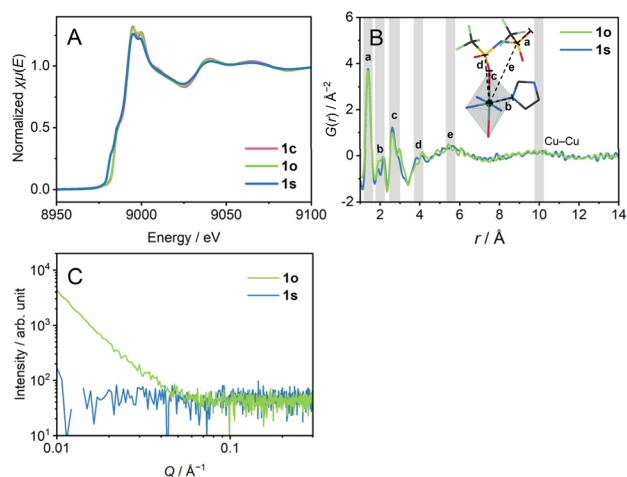 A
Normalized χμ(E)
1.0
0.5
0.0
1c
1o
1s
8950
9000
9050
9100
Energy / eV
B
G(r) / Å⁻²
6
4
2
0
-2
1o
1s
a
b
c
d
e
a
d
c
e
b
Cu–Cu
2
4
6
8
10
12
14
r / Å
C
Intensity / arb. unit
10⁴
10³
10²
10¹
1o
1s
0.01
0.1
Q / Å⁻¹